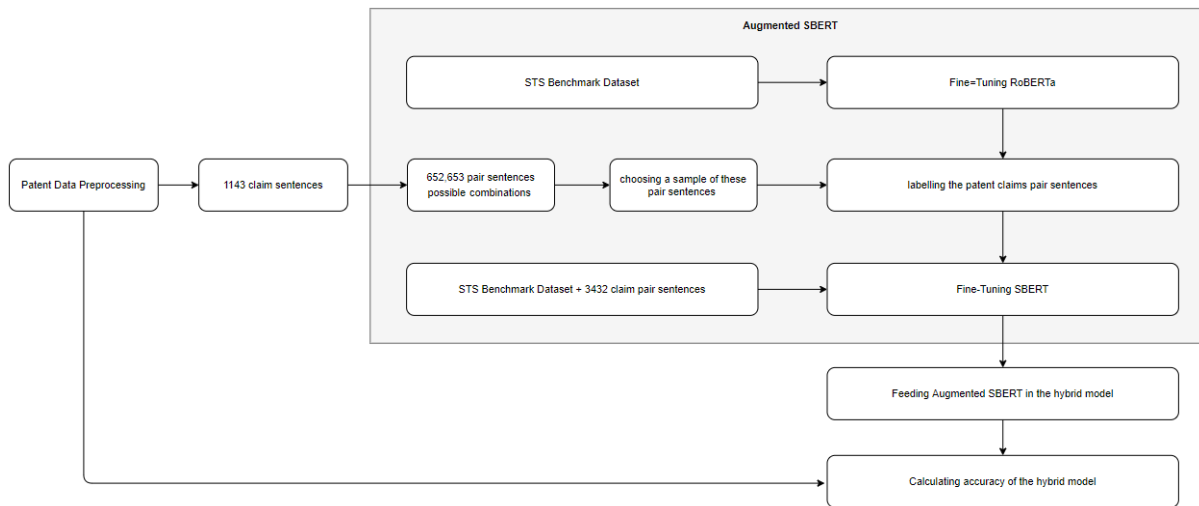 Augmented SBERT
STS Benchmark Dataset
Fine=Tuning RoBERTa
Patent Data Preprocessing
1143 claim sentences
652,653 pair sentences
possible combinations
choosing a sample of these
pair sentences
labelling the patent claims pair sentences
STS Benchmark Dataset + 3432 claim pair sentences
Fine-Tuning SBERT
Feeding Augmented SBERT in the hybrid model
Calculating accuracy of the hybrid model